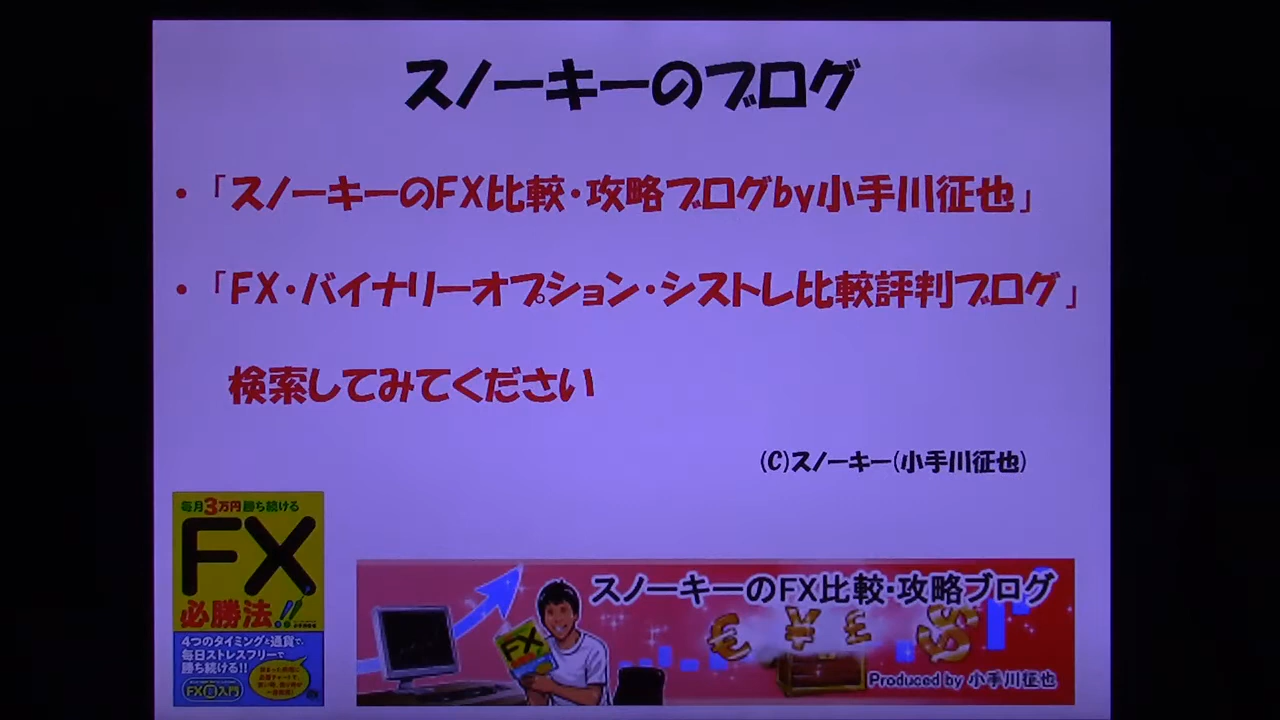 スノーキーのブログ
・「スノーキーのFX比較・攻略ブログby小手川征也」
・「FX・バイナリーオプション・シストレ比較評判ブログ」
検索してみてください
(C)スノーキー(小手川征也)
毎月3万円勝ち続ける
FX
必勝法!!
4つのタイミングと通貨で、
毎日ストレスフリーで
勝ち続ける!!
FX超入門
FX
スノーキーのFX比較・攻略ブログ
Produced by 小手川征也